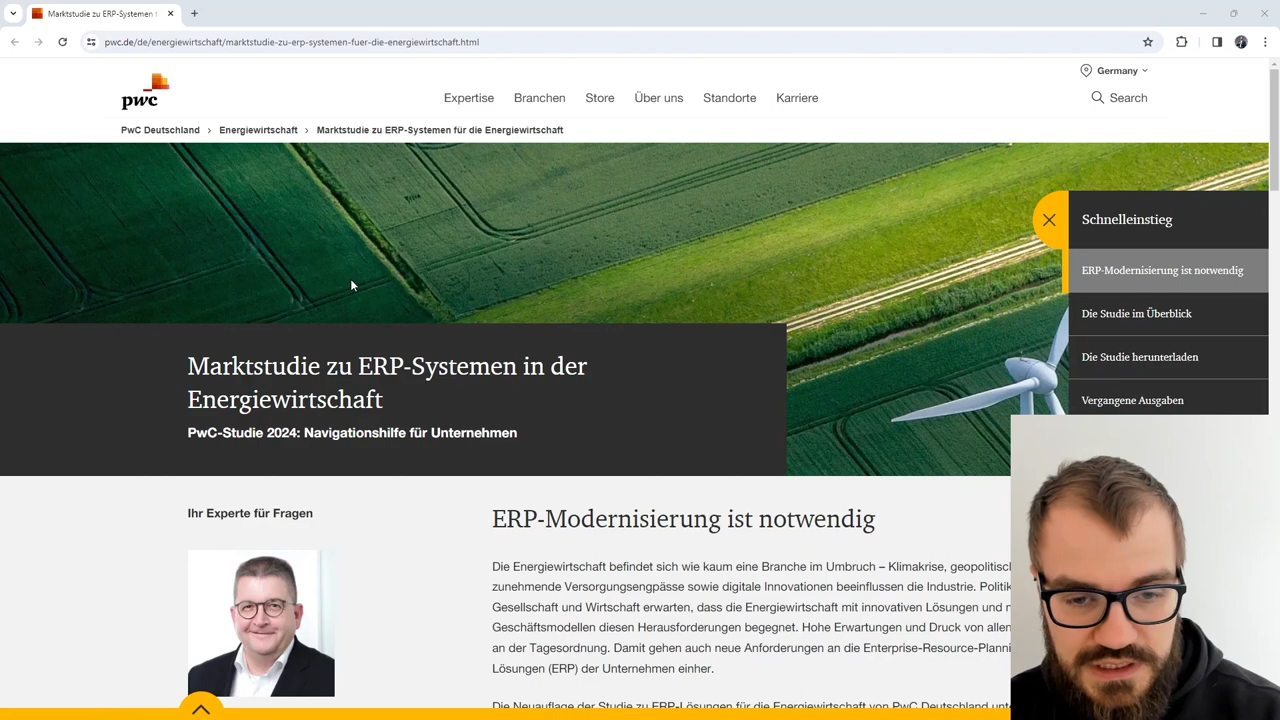 Marktstudie zu ERP-Systemen
pwc.de/de/energiewirtschaft/marktstudie-zu-erp-systemen-fuer-die-energiewirtschaft.html
Germany
pwc
Expertise Branchen Store Über uns Standorte Karriere
Search
PwC Deutschland > Energiewirtschaft > Marktstudie zu ERP-Systemen für die Energiewirtschaft
Schnelleinstieg
ERP-Modernisierung ist notwendig
Die Studie im Überblick
Die Studie herunterladen
Vergangene Ausgaben
Marktstudie zu ERP-Systemen in der
Energiewirtschaft
PwC-Studie 2024: Navigationshilfe für Unternehmen
Ihr Experte für Fragen
ERP-Modernisierung ist notwendig
Die Energiewirtschaft befindet sich wie kaum eine Branche im Umbruch – Klimakrise, geopolitisc
zunehmende Versorgungsengpässe sowie digitale Innovationen beeinflussen die Industrie. Politik
Gesellschaft und Wirtschaft erwarten, dass die Energiewirtschaft mit innovativen Lösungen und n
Geschäftsmodellen diesen Herausforderungen begegnet. Hohe Erwartungen und Druck von allen
an der Tagesordnung. Damit gehen auch neue Anforderungen an die Enterprise-Resource-Planni
Lösungen (ERP) der Unternehmen einher.
Die Neuauflage der Studie zu ERP-Lösungen für die Energiewirtschaft von PwC Deutschland unt